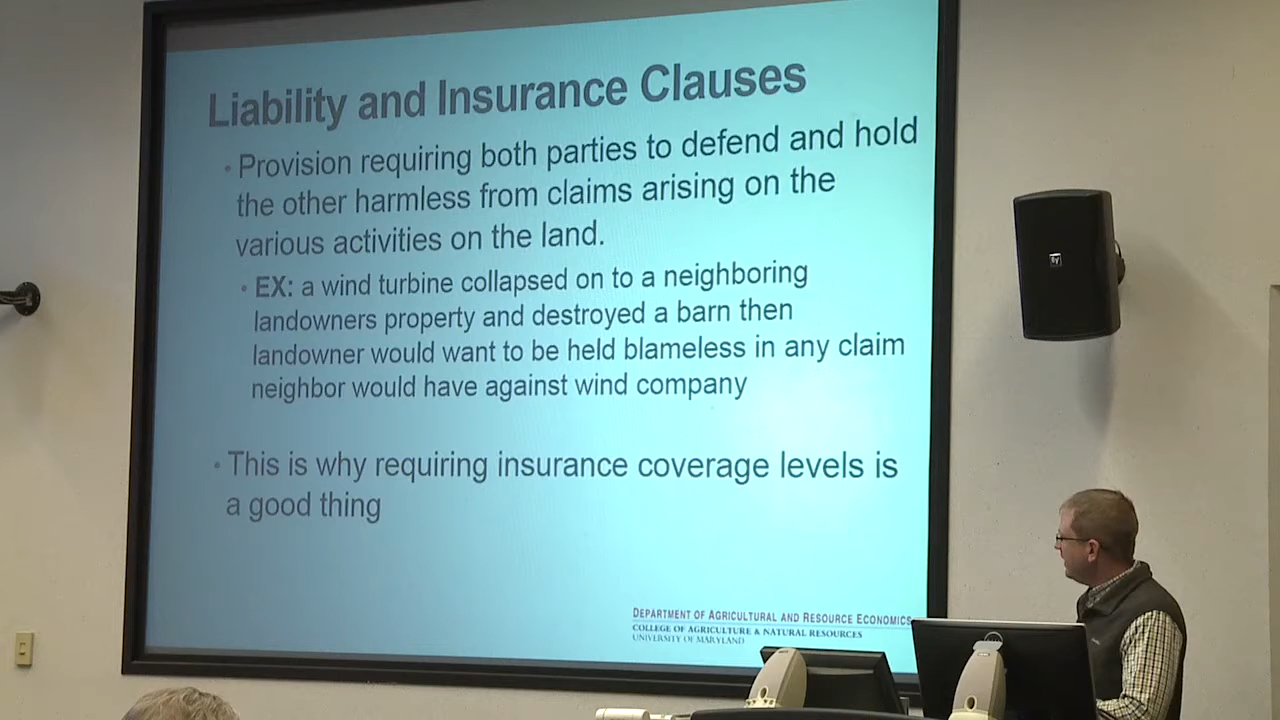 Liability and Insurance Clauses
• Provision requiring both parties to defend and hold
the other harmless from claims arising on the
various activities on the land.
• EX: a wind turbine collapsed on to a neighboring
landowners property and destroyed a barn then
landowner would want to be held blameless in any claim
neighbor would have against wind company
• This is why requiring insurance coverage levels is
a good thing
DEPARTMENT OF AGRICULTURAL AND RESOURCE ECONOMICS
COLLEGE OF AGRICULTURE & NATURAL RESOURCES
UNIVERSITY OF MARYLAND